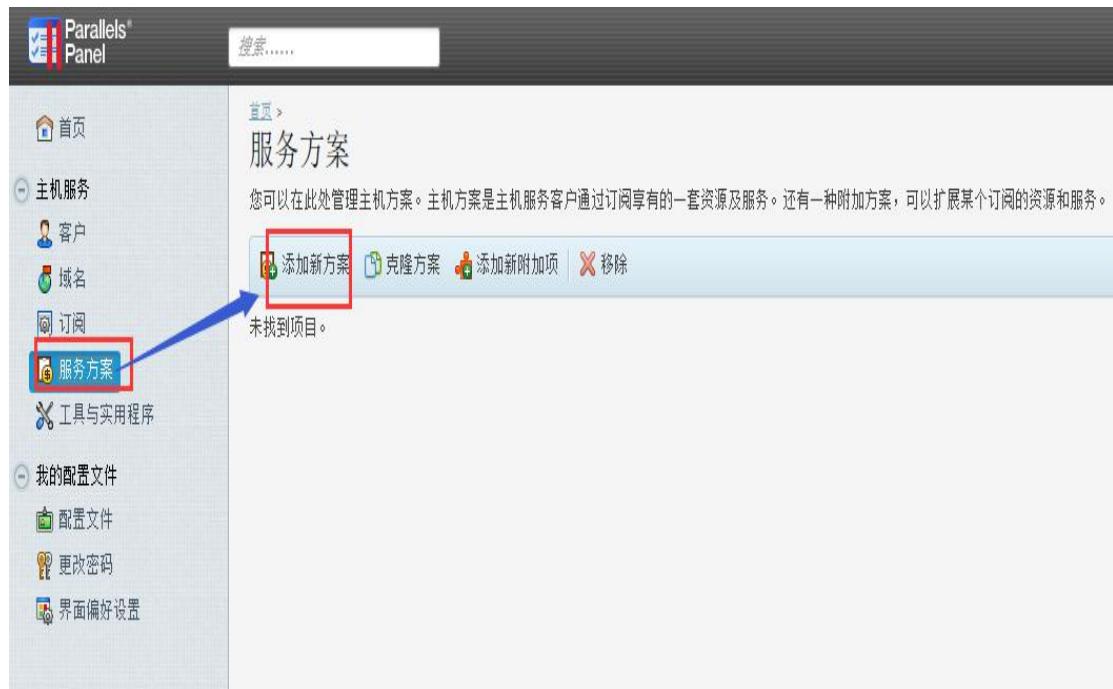 Parallels®
Panel
搜索......
首页
主机服务
客户
域名
订阅
服务方案
工具与实用程序
我的配置文件
配置文件
更改密码
界面偏好设置
首页 >
服务方案
您可以在此处管理主机方案。主机方案是主机服务客户通过订阅享有的一套资源及服务。还有一种附加方案，可以扩展某个订阅的资源和服务。
添加新方案 克隆方案 添加新附加项 移除
未找到项目。